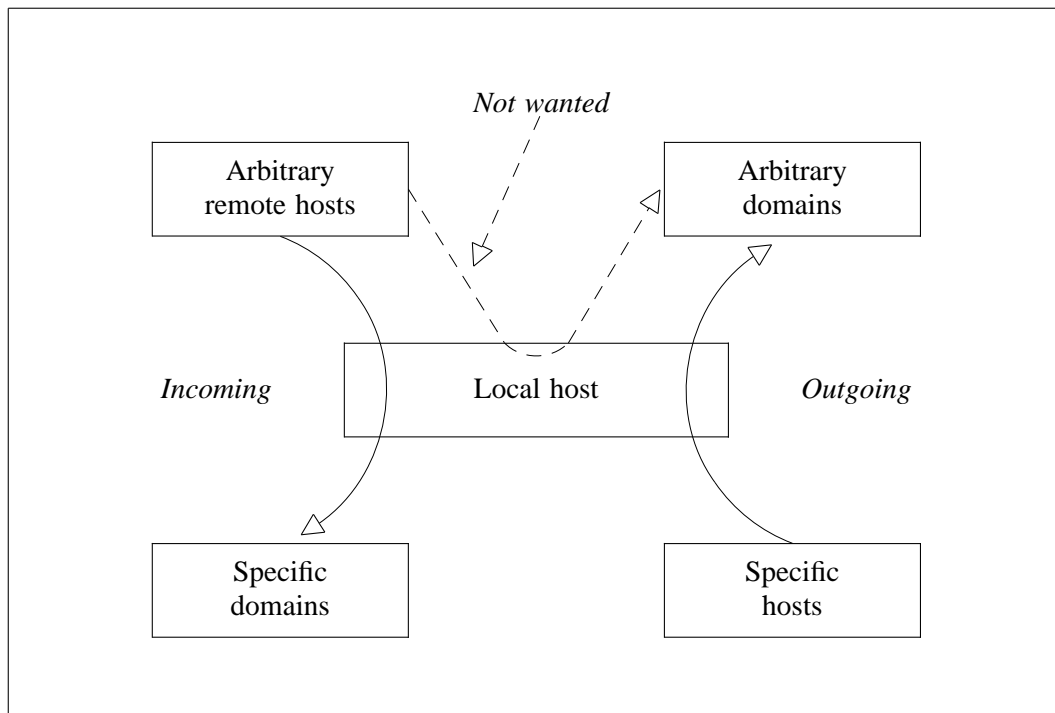 Not wanted
Arbitrary
remote hosts
Arbitrary
domains
Incoming
Local host
Outgoing
Specific
domains
Specific
hosts